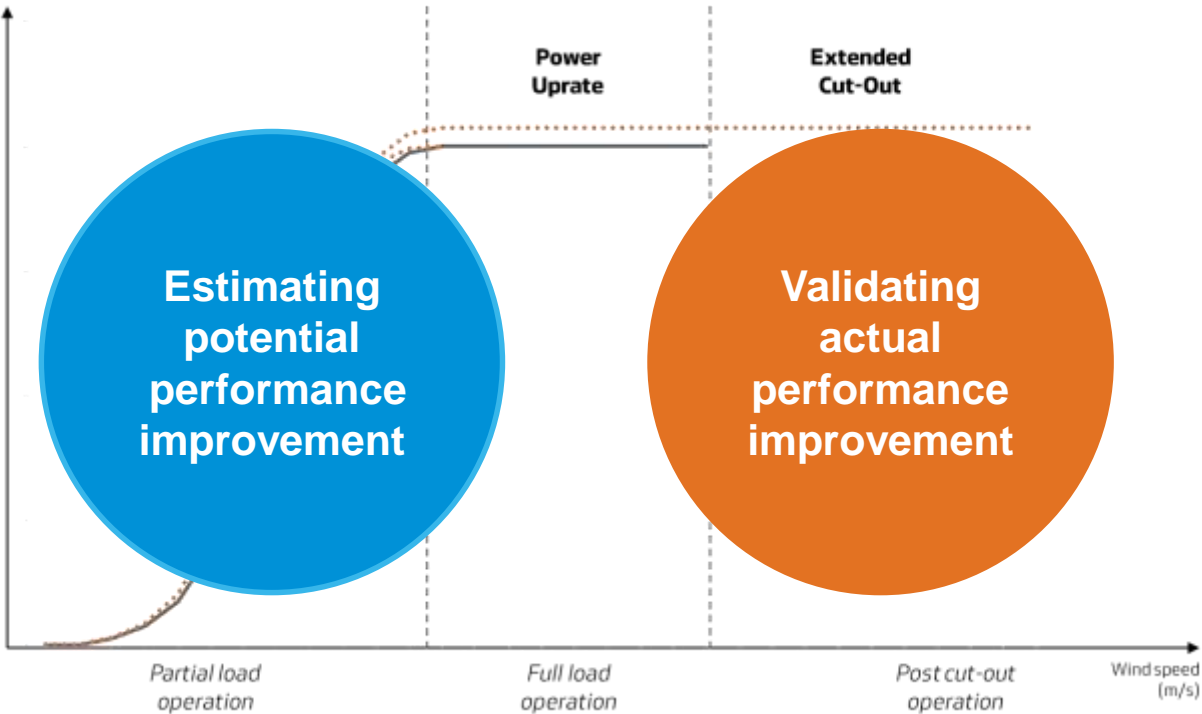 Power
Uprate
Extended
Cut-Out
Estimating
potential
performance
improvement
Validating
actual
performance
improvement
Partial load
operation
Full load
operation
Post cut-out
operation
Wind speed
(m/s)